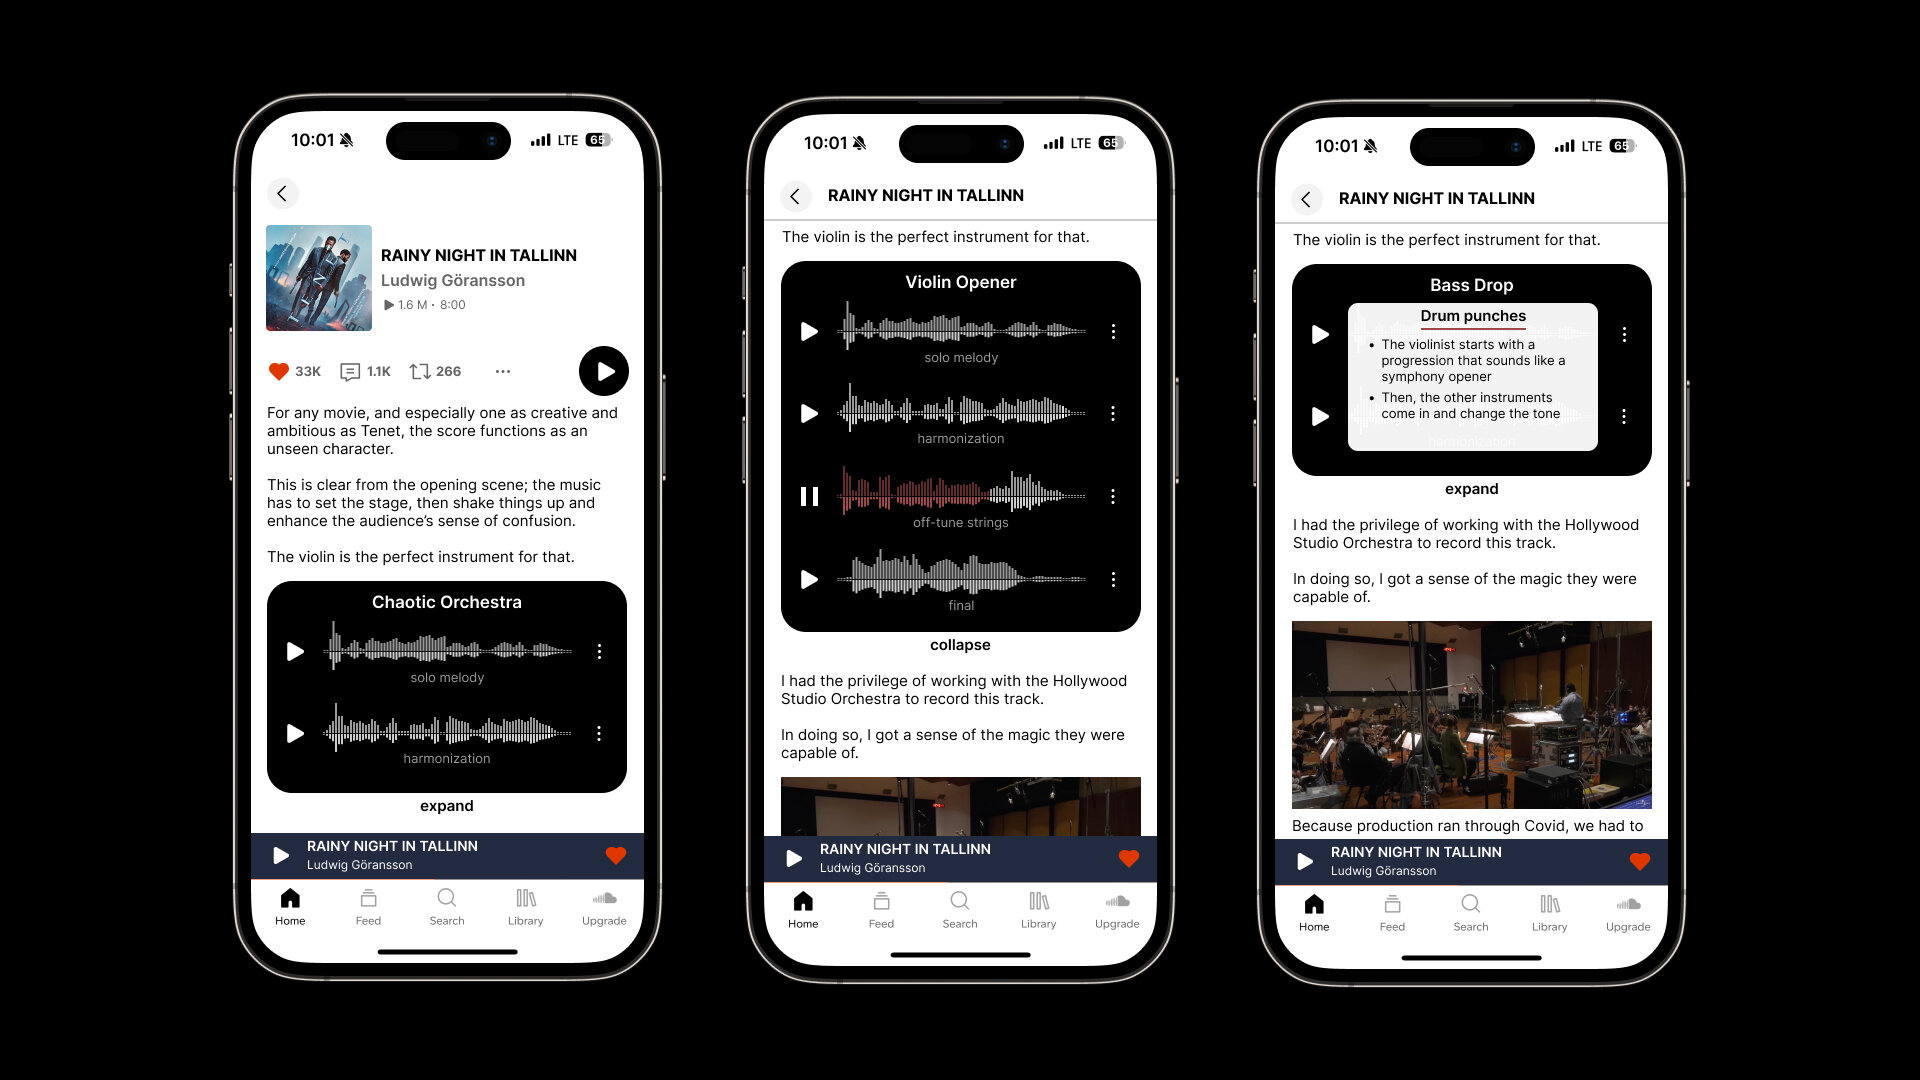 10:01
LTE
65
RAINY NIGHT IN TALLINN
Ludwig Göransson
1.6 M · 8:00
33K
1.1K
266
For any movie, and especially one as creative and
ambitious as Tenet, the score functions as an
unseen character.
This is clear from the opening scene; the music
has to set the stage, then shake things up and
enhance the audience’s sense of confusion.
The violin is the perfect instrument for that.
Chaotic Orchestra
solo melody
harmonization
expand
RAINY NIGHT IN TALLINN
Ludwig Göransson
Home
Feed
Search
Library
Upgrade
10:01
LTE
65
RAINY NIGHT IN TALLINN
The violin is the perfect instrument for that.
Violin Opener
solo melody
harmonization
off-tune strings
final
collapse
I had the privilege of working with the Hollywood
Studio Orchestra to record this track.
In doing so, I got a sense of the magic they were
capable of.
RAINY NIGHT IN TALLINN
Ludwig Göransson
Home
Feed
Search
Library
Upgrade
10:01
LTE
65
RAINY NIGHT IN TALLINN
The violin is the perfect instrument for that.
Bass Drop
Drum punches
• The violinist starts with a
progression that sounds like a
symphony opener
• Then, the other instruments
come in and change the tone
harmonization
expand
I had the privilege of working with the Hollywood
Studio Orchestra to record this track.
In doing so, I got a sense of the magic they were
capable of.
Because production ran through Covid, we had to
RAINY NIGHT IN TALLINN
Ludwig Göransson
Home
Feed
Search
Library
Upgrade